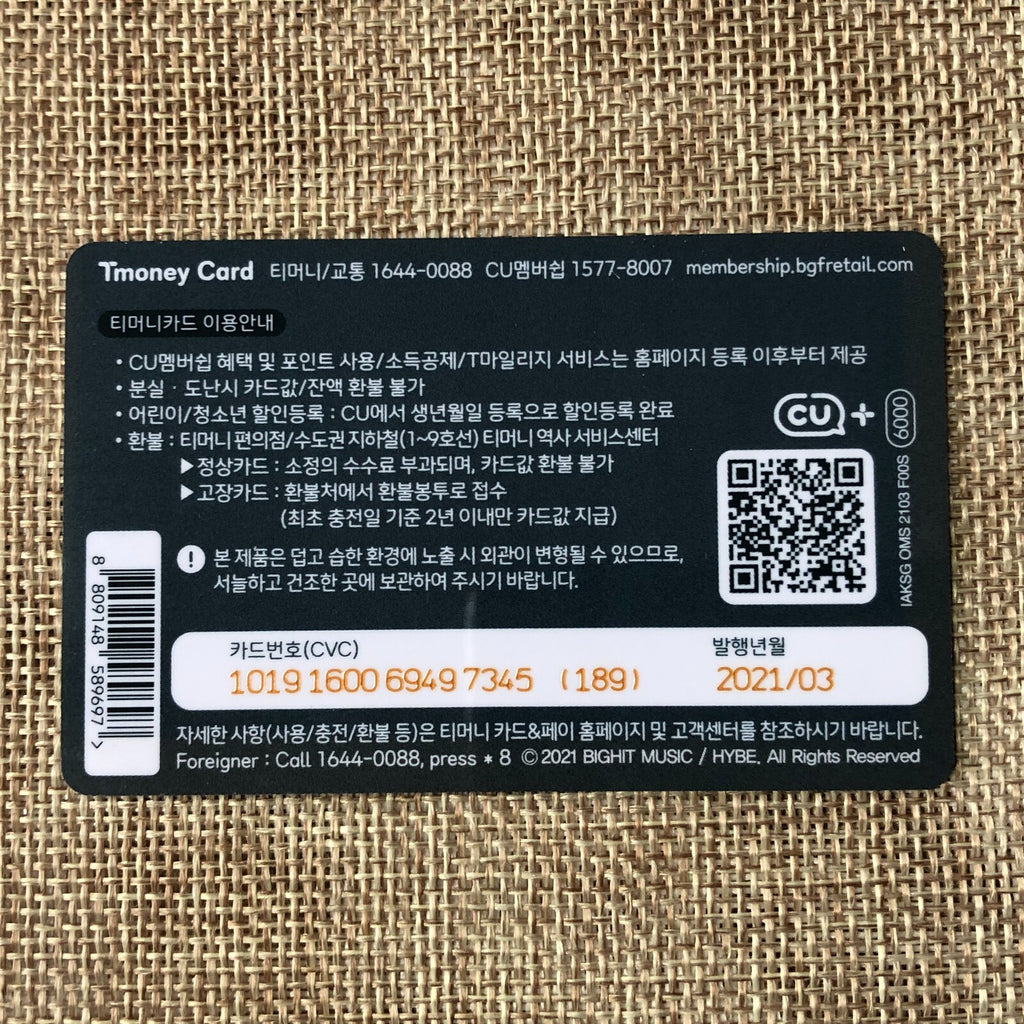 Tmoney Card 티머니/교통 1644-0088 CU멤버쉽 1577-8007 membership.bgfretail.com
티머니카드 이용안내
• CU멤버쉽 혜택 및 포인트 사용/소득공제/T마일리지 서비스는 홈페이지 등록 이후부터 제공
• 분실 · 도난시 카드값/잔액 환불 불가
• 어린이/청소년 할인등록 : CU에서 생년월일 등록으로 할인등록 완료
• 환불 : 티머니 편의점/수도권 지하철(1~9호선) 티머니 역사 서비스센터
▶정상카드 : 소정의 수수료 부과되며, 카드값 환불 불가
▶고장카드 : 환불처에서 환불봉투로 접수
(최초 충전일 기준 2년 이내만 카드값 지급)
CU+
6000
IAKSG OMS 2103 F00S
! 본 제품은 덥고 습한 환경에 노출 시 외관이 변형될 수 있으므로,
서늘하고 건조한 곳에 보관하여 주시기 바랍니다.
8 809148 589697 >
카드번호(CVC) 발행년월
1019 1600 6949 7345 (189) 2021/03
자세한 사항(사용/충전/환불 등)은 티머니 카드&페이 홈페이지 및 고객센터를 참조하시기 바랍니다.
Foreigner : Call 1644-0088, press * 8 ©2021 BIGHIT MUSIC / HYBE. All Rights Reserved